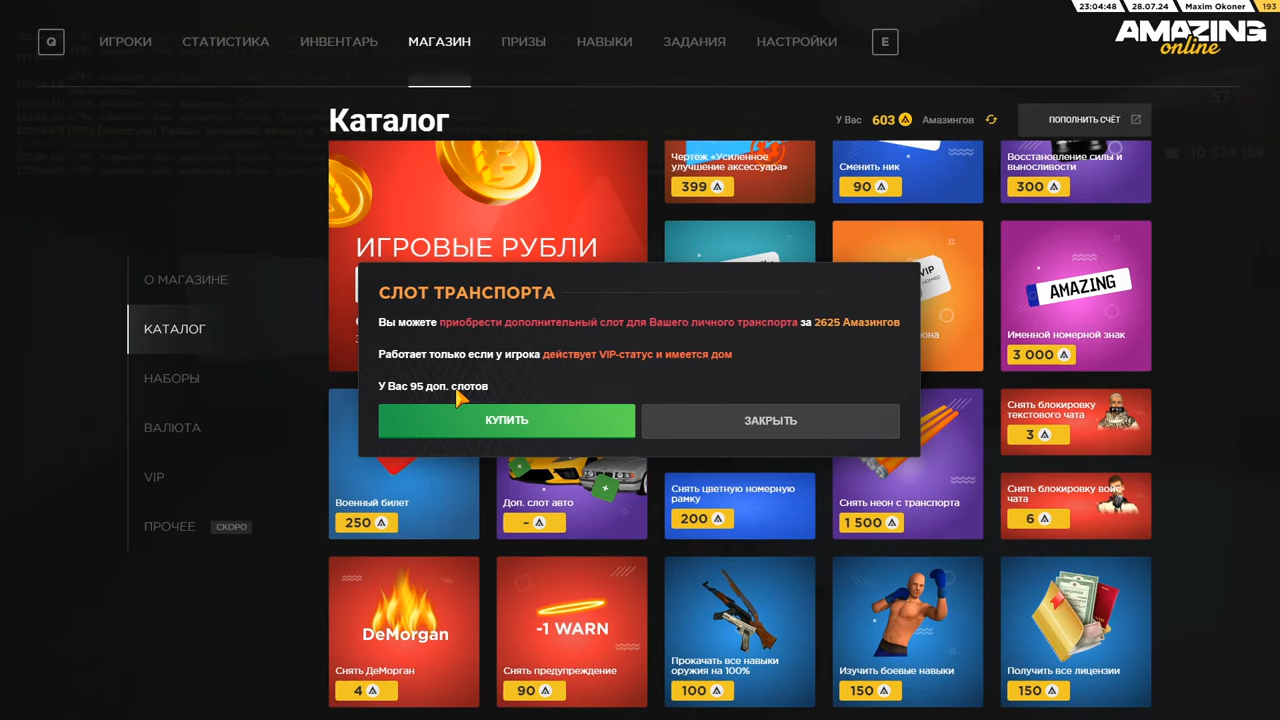 23:04:48
28.07.24
Maxim Okoner
193
AMAZING
online
Q
ИГРОКИ
СТАТИСТИКА
ИНВЕНТАРЬ
МАГАЗИН
ПРИЗЫ
НАВЫКИ
ЗАДАНИЯ
НАСТРОЙКИ
E
Каталог
У Вас 603 Амазингов
ПОПОЛНИТЬ СЧЁТ
57
10 574 159
О МАГАЗИНЕ
КАТАЛОГ
НАБОРЫ
ВАЛЮТА
VIP
ПРОЧЕЕ СКОРО
ИГРОВЫЕ РУБЛИ
Чертеж «Усиленное
улучшение аксессуара»
399
Сменить ник
90
Восстановление силы и
выносливости
300
VIP
номер
AMAZING
Именной номерной знак
3 000
СЛОТ ТРАНСПОРТА
Вы можете приобрести дополнительный слот для Вашего личного транспорта за 2625 Амазингов
Работает только если у игрока действует VIP-статус и имеется дом
У Вас 95 доп. слотов
КУПИТЬ
ЗАКРЫТЬ
Военный билет
250
Доп. слот авто
~
Снять цветную номерную
рамку
200
Снять неон с транспорта
1 500
Снять блокировку
текстового чата
3
Снять блокировку
чата
6
DeMorgan
Снять ДеМорган
4
-1 WARN
Снять предупреждение
90
Прокачать все навыки
оружия на 100%
100
Изучить боевые навыки
150
Получить все лицензии
150